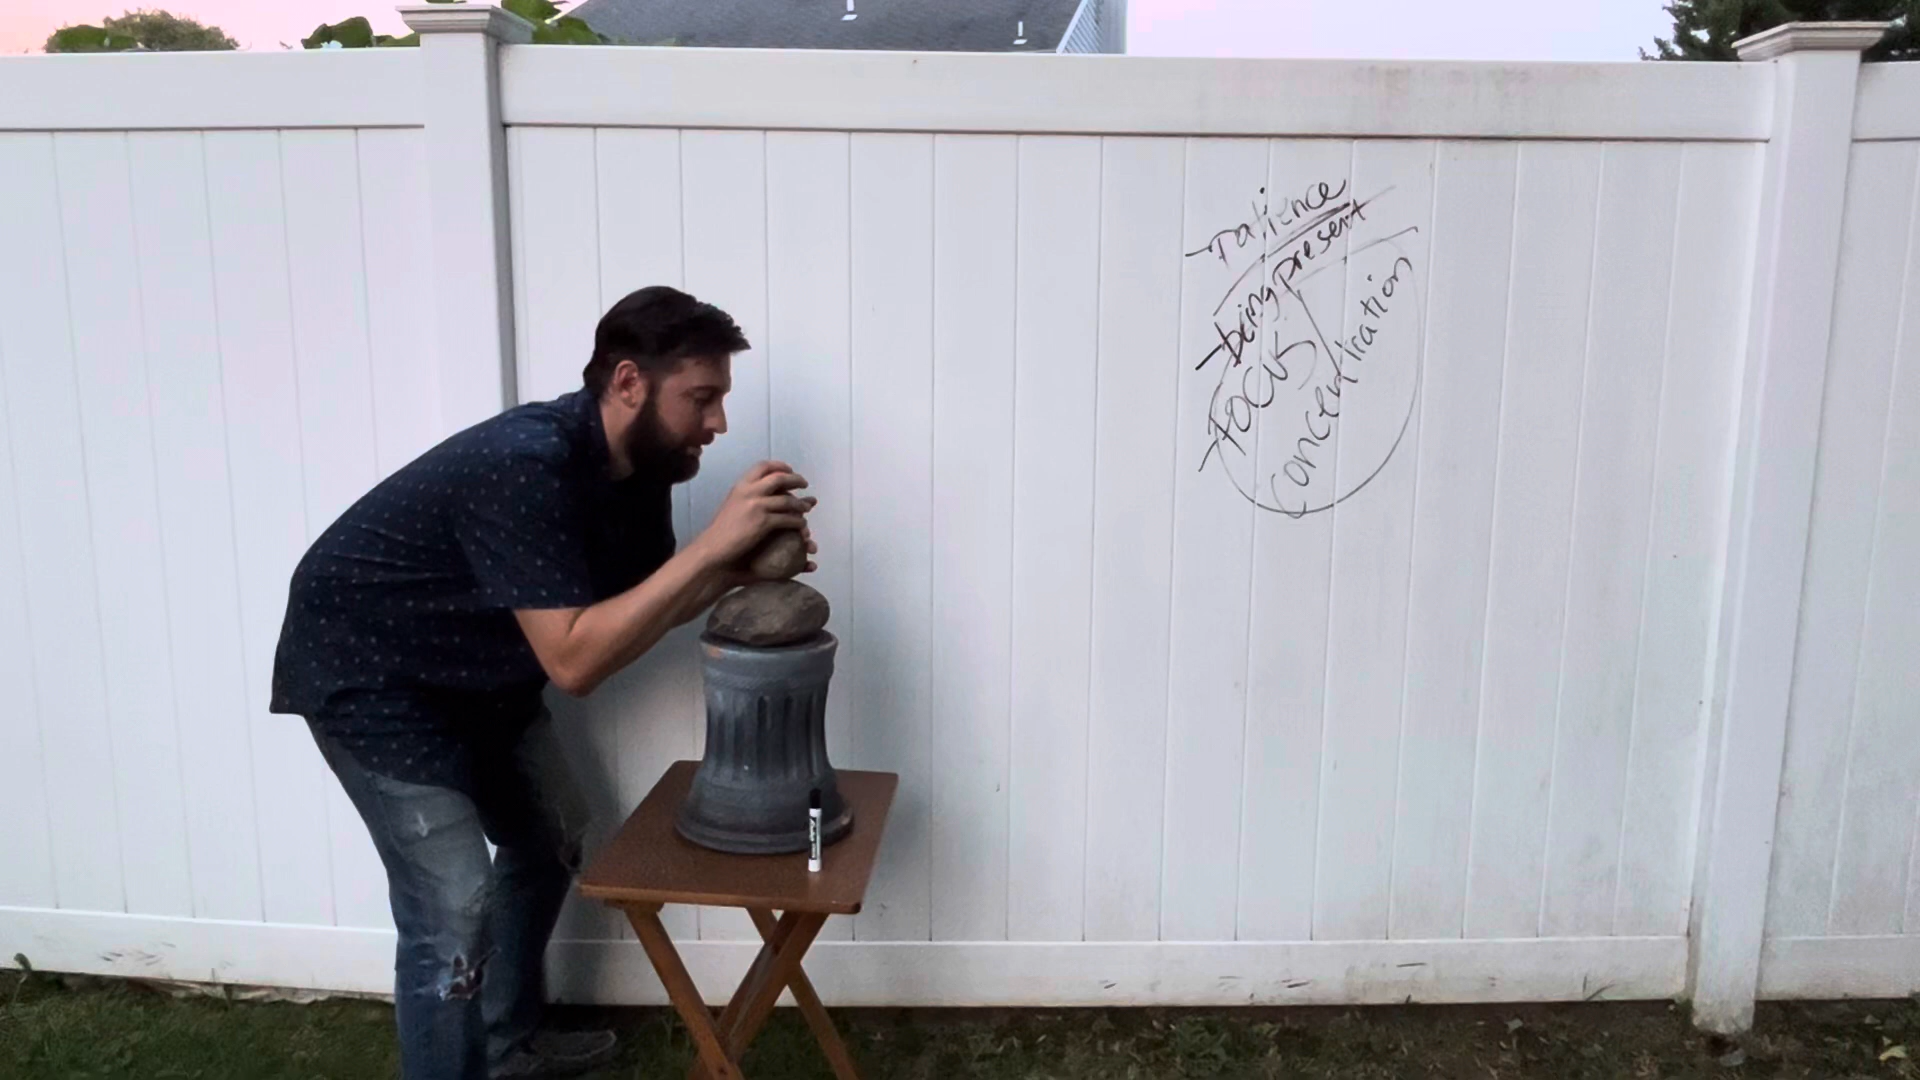 -Patience
-being present
-Focus
concentration